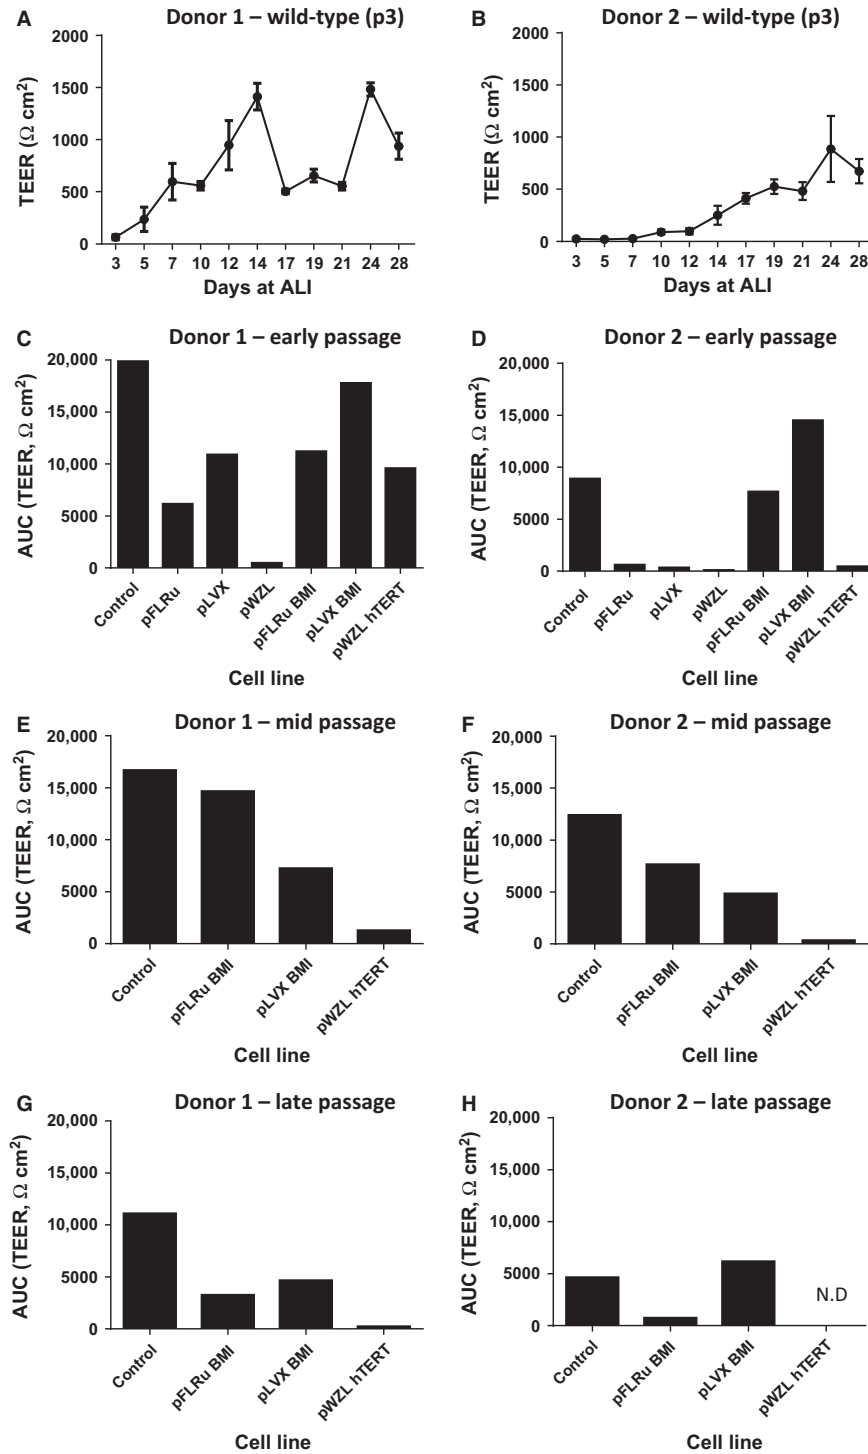 A Donor 1 – wild-type (p3)
TEER (Ω cm²)
2000
1500
1000
500
0
3 5 7 10 12 14 17 19 21 24 28
Days at ALI
B Donor 2 – wild-type (p3)
TEER (Ω cm²)
2000
1500
1000
500
0
3 5 7 10 12 14 17 19 21 24 28
Days at ALI
C Donor 1 – early passage
AUC (TEER, Ω cm²)
20,000
15,000
10,000
5000
0
Control pFLRu pLVX pWZL pFLRu BMI pLVX BMI pWZL hTERT
Cell line
D Donor 2 – early passage
AUC (TEER, Ω cm²)
20,000
15,000
10,000
5000
0
Control pFLRu pLVX pWZL pFLRu BMI pLVX BMI pWZL hTERT
Cell line
E Donor 1 – mid passage
AUC (TEER, Ω cm²)
20,000
15,000
10,000
5000
0
Control pFLRu BMI pLVX BMI pWZL hTERT
Cell line
F Donor 2 – mid passage
AUC (TEER, Ω cm²)
20,000
15,000
10,000
5000
0
Control pFLRu BMI pLVX BMI pWZL hTERT
Cell line
G Donor 1 – late passage
AUC (TEER, Ω cm²)
20,000
15,000
10,000
5000
0
Control pFLRu BMI pLVX BMI pWZL hTERT
Cell line
H Donor 2 – late passage
AUC (TEER, Ω cm²)
20,000
15,000
10,000
5000
0
N.D
Control pFLRu BMI pLVX BMI pWZL hTERT
Cell line